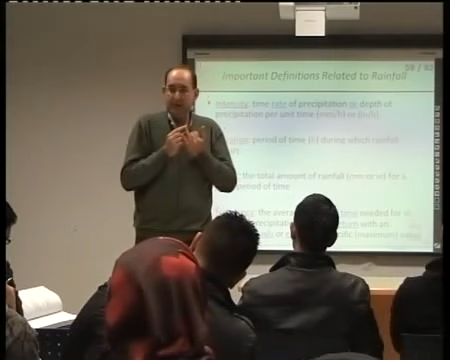 59 / 92
Important Definitions Related to Rainfall
Intensity: time rate of precipitation or depth of
precipitation per unit time (mm/h) or (in/h)
period of time (h) during which rainfall
: the total amount of rainfall (mm or in) for a
period of time
: the average time needed for
with an
(maximum)